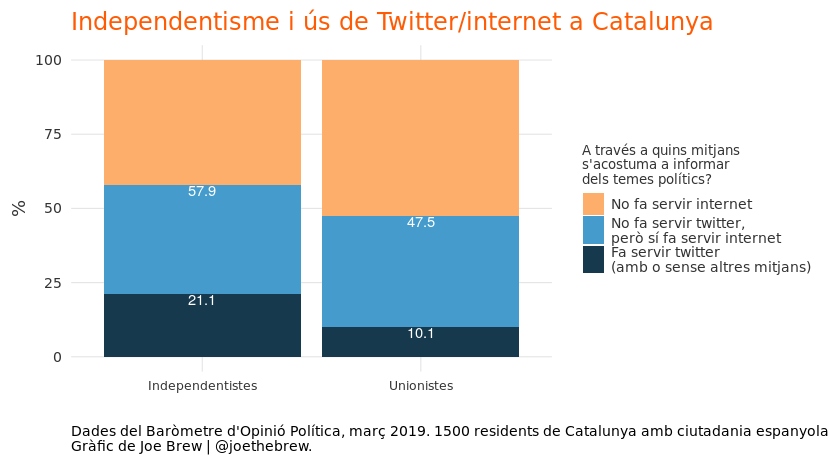 Independentisme i ús de Twitter/internet a Catalunya
100
75
50
25
0
%
57.9
21.1
47.5
10.1
Independentistes
Unionistes
A través a quins mitjans
s'acostuma a informar
dels temes polítics?
No fa servir internet
No fa servir twitter,
però sí fa servir internet
Fa servir twitter
(amb o sense altres mitjans)
Dades del Baròmetre d'Opinió Política, març 2019. 1500 residents de Catalunya amb ciutadania espanyola
Gràfic de Joe Brew | @joethebrew.